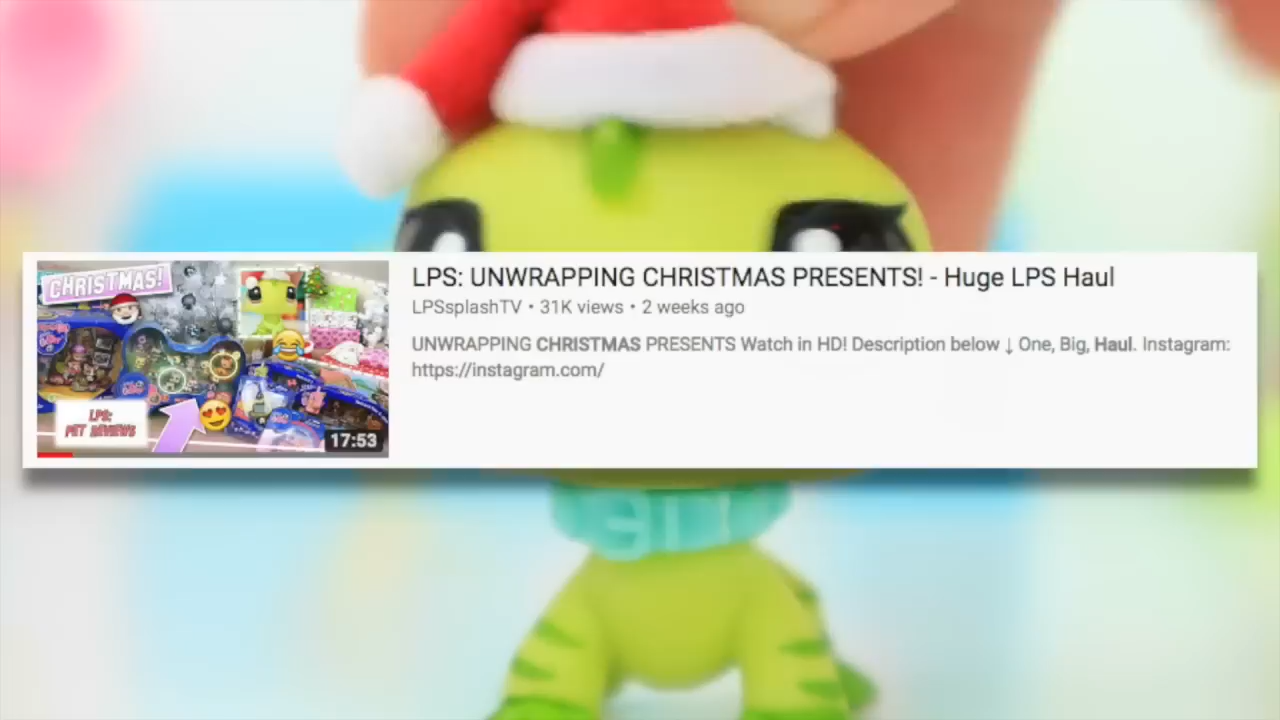 LPS: UNWRAPPING CHRISTMAS PRESENTS! - Huge LPS Haul
LPSsplashTV • 31K views • 2 weeks ago
UNWRAPPING CHRISTMAS PRESENTS Watch in HD! Description below ↓ One, Big, Haul. Instagram:
https://instagram.com/
CHRISTMAS!
LPS:
PET REVIEWS
17:53